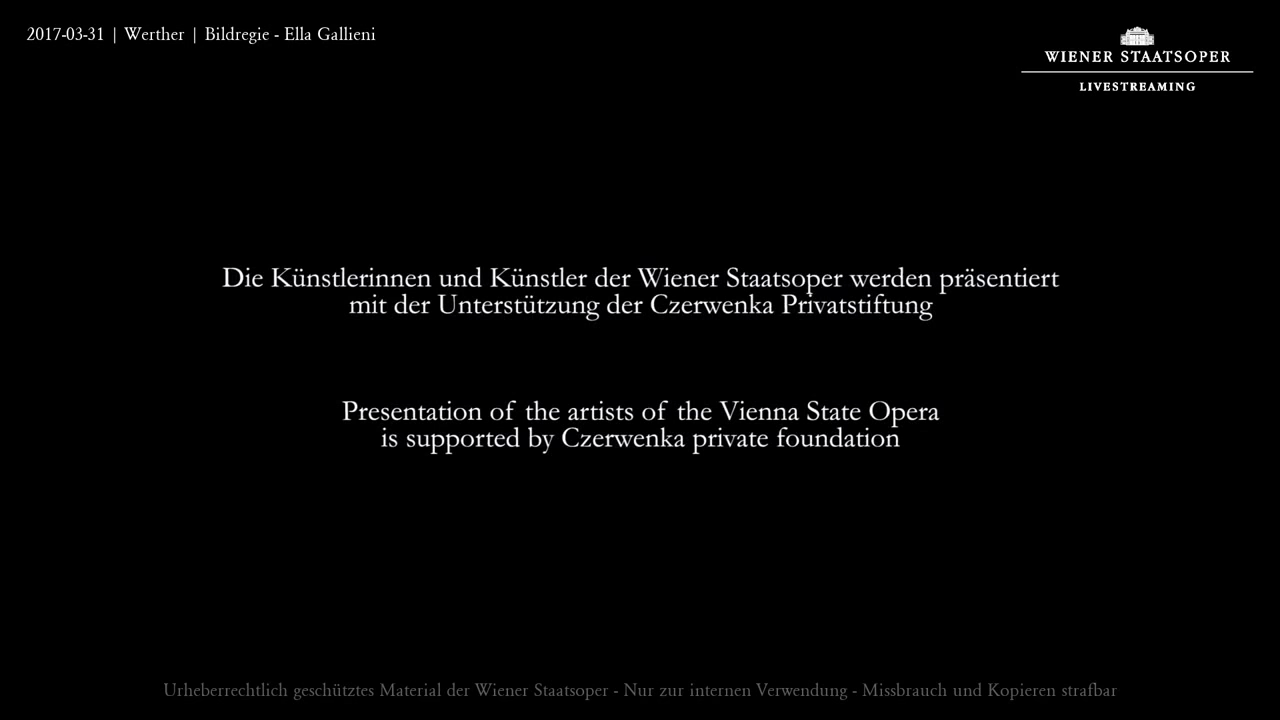 2017-03-31 | Werther | Bildregie - Ella Gallieni
WIENER STAATSOPER
LIVESTREAMING
Die Künstlerinnen und Künstler der Wiener Staatsoper werden präsentiert
mit der Unterstützung der Czerwenka Privatstiftung
Presentation of the artists of the Vienna State Opera
is supported by Czerwenka private foundation
Urheberrechtlich geschütztes Material der Wiener Staatsoper - Nur zur internen Verwendung - Missbrauch und Kopieren strafbar